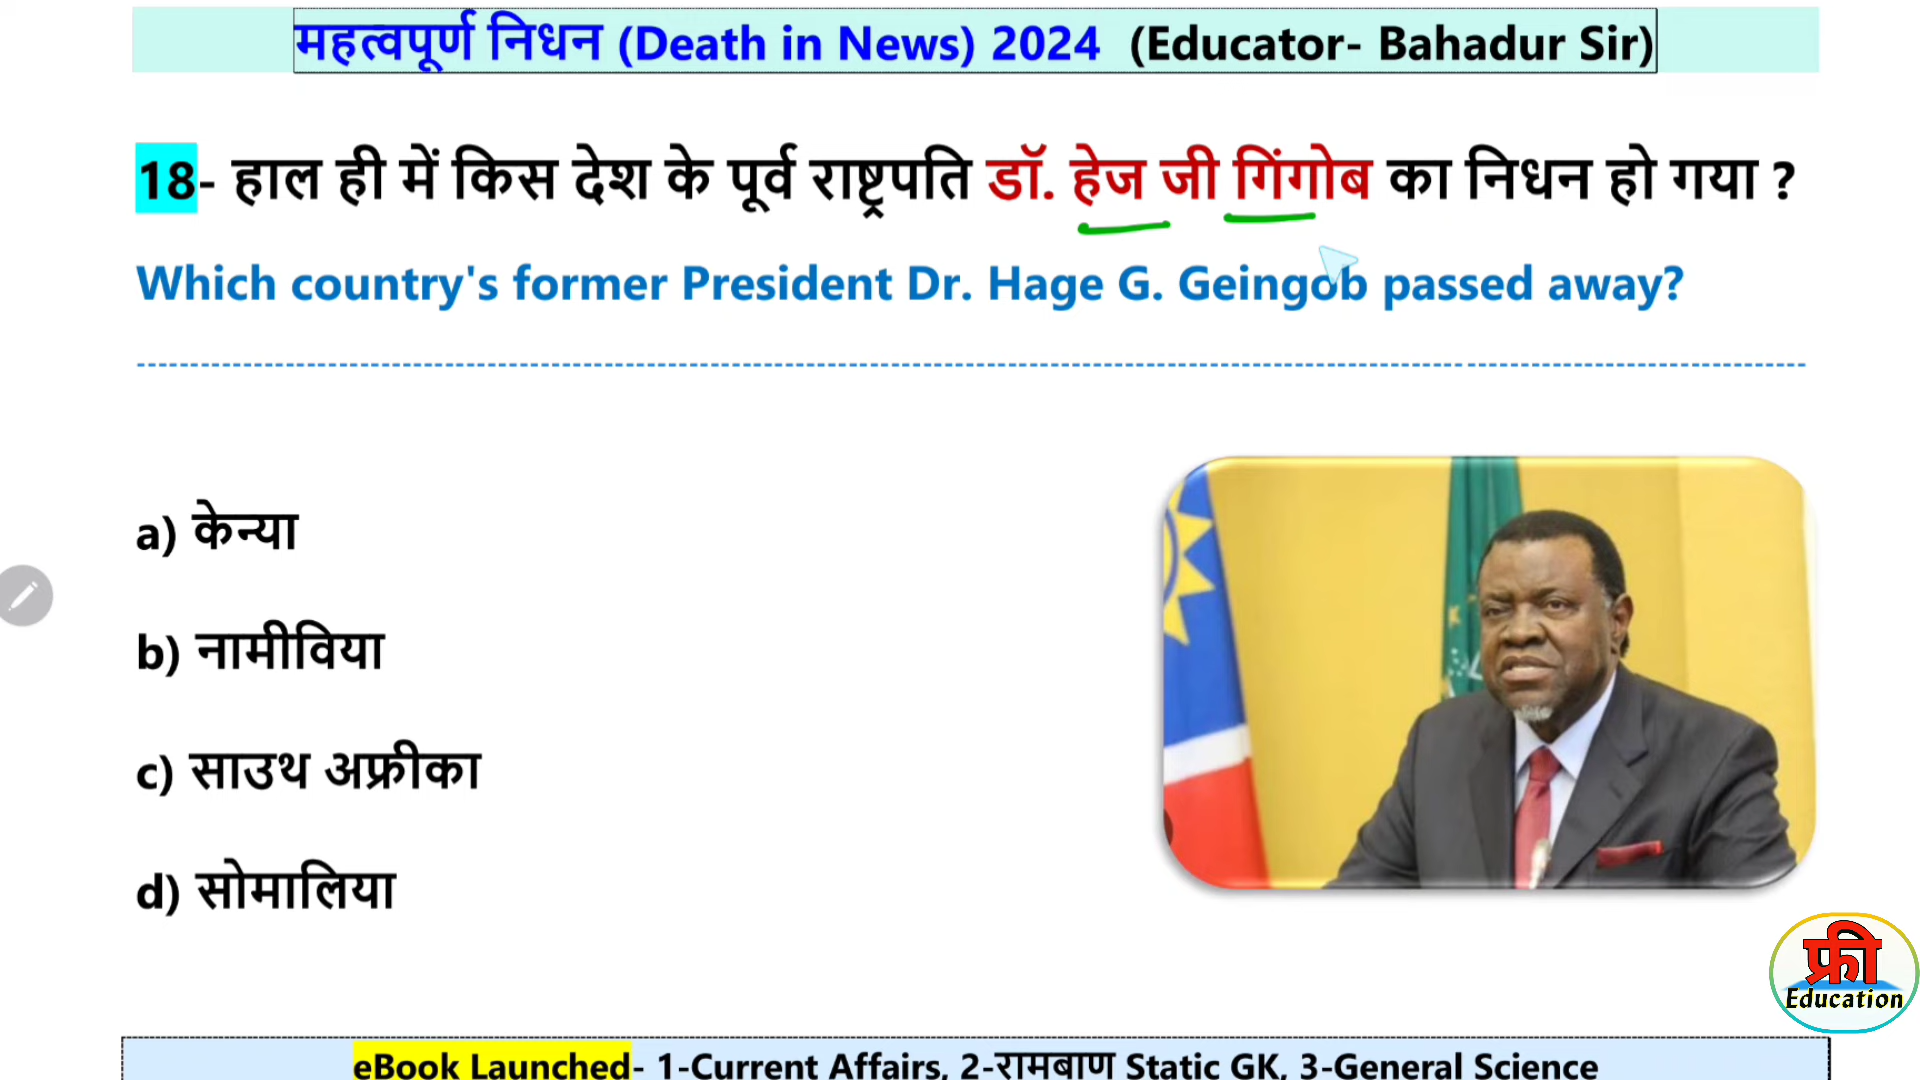 महत्वपूर्ण निधन (Death in News) 2024 (Educator- Bahadur Sir)
18- हाल ही में किस देश के पूर्व राष्ट्रपति डॉ. हेज जी गिंगोब का निधन हो गया ?
Which country's former President Dr. Hage G. Geingob passed away?
a) केन्या
b) नामीविया
c) साउथ अफ्रीका
d) सोमालिया
फ्री
Education
eBook Launched- 1-Current Affairs, 2-रामबाण Static GK, 3-General Science